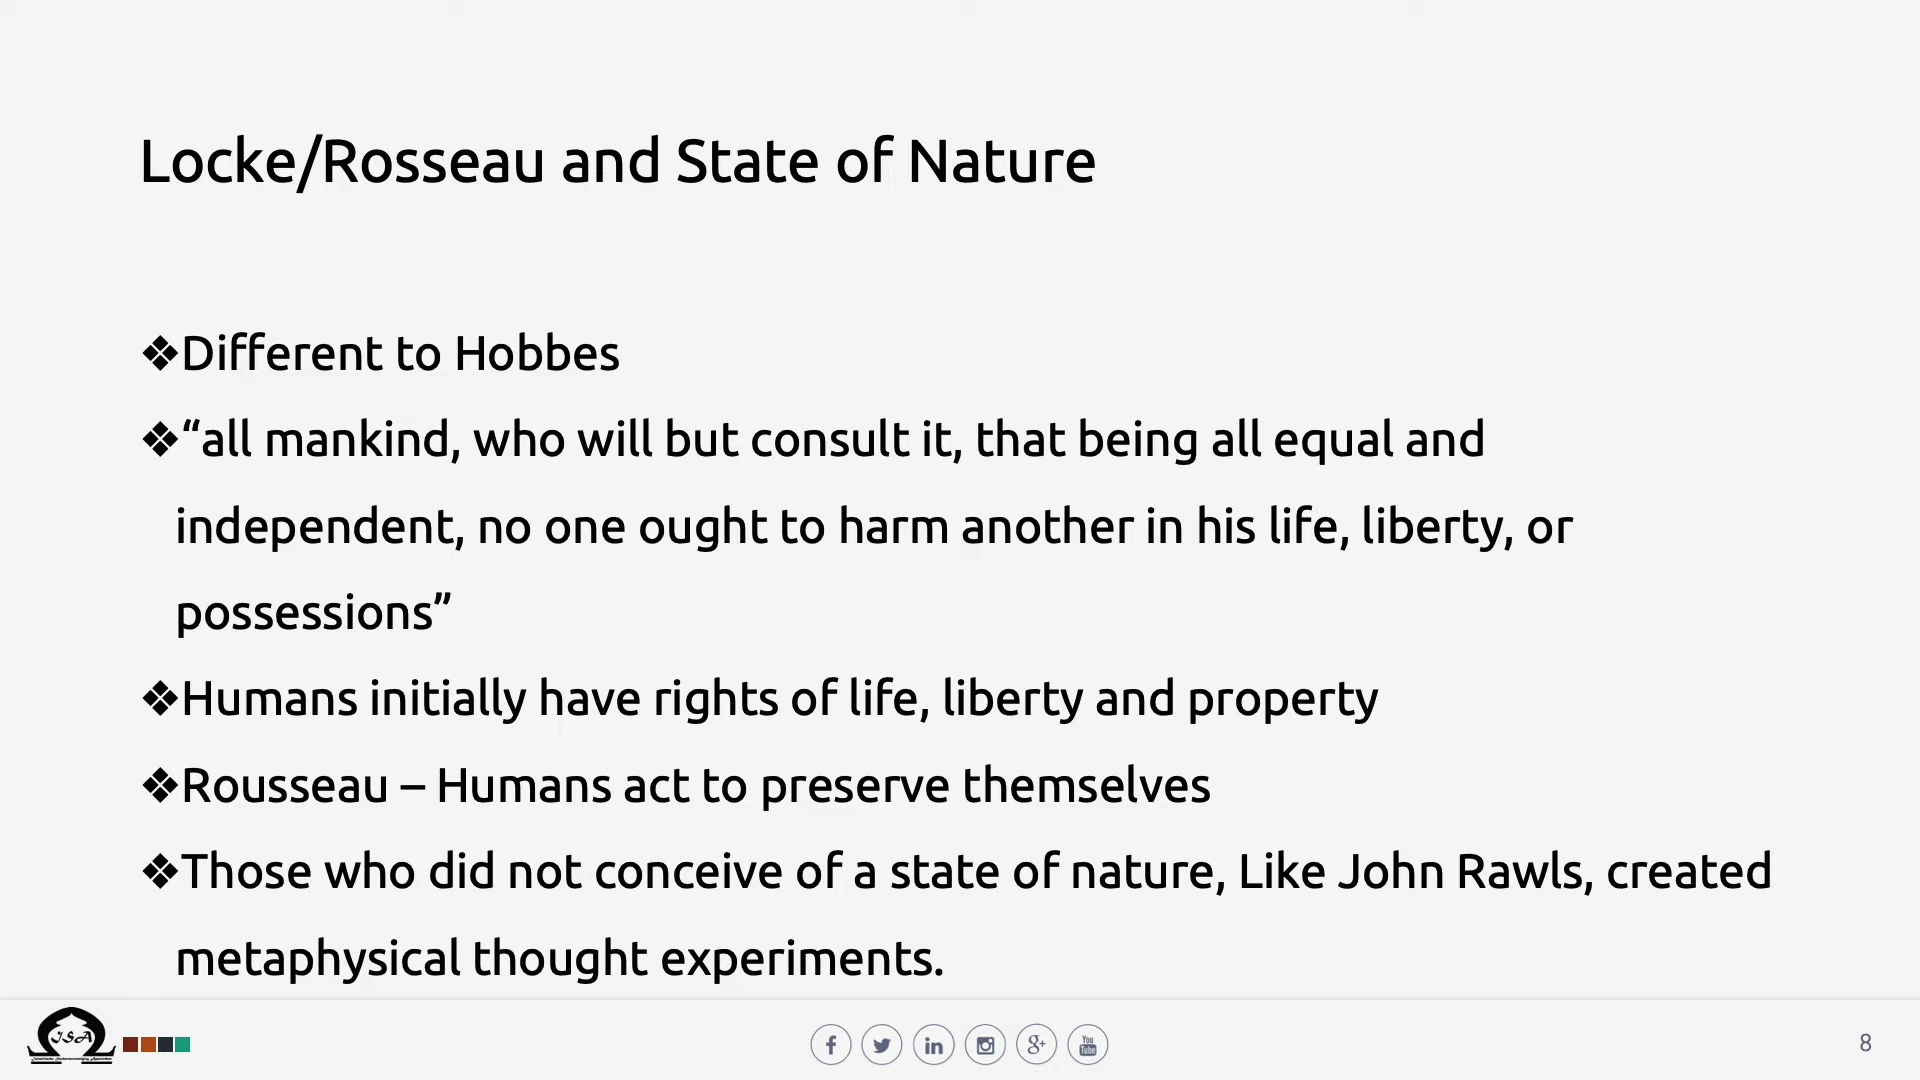 Locke/Rosseau and State of Nature
❖Different to Hobbes
❖“all mankind, who will but consult it, that being all equal and
independent, no one ought to harm another in his life, liberty, or
possessions”
❖Humans initially have rights of life, liberty and property
❖Rousseau – Humans act to preserve themselves
❖Those who did not conceive of a state of nature, Like John Rawls, created
metaphysical thought experiments.
ISA
8